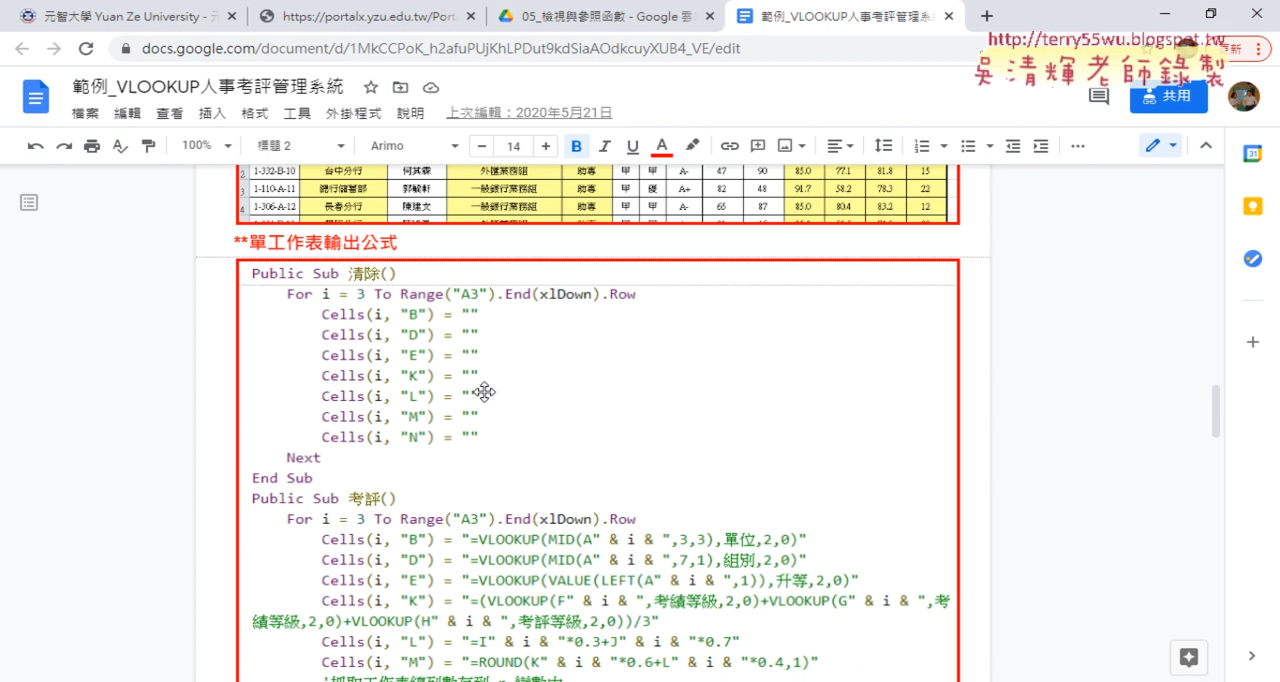 元智大學 Yuan Ze University - 元
https://portalx.yzu.edu.tw/Port
05_檢視與參照函數 - Google 雲
範例_VLOOKUP人事考評管理系統
docs.google.com/document/d/1MkCCPoK_h2afuPUjKhLPDut9kdSiaAOdkcuyXUB4_VE/edit
更新
http://terry55wu.blogspot.tw
吳清輝老師錄製
範例_VLOOKUP人事考評管理系統
檔案 編輯 查看 插入 格式 工具 外掛程式 說明 上次編輯:2020年5月21日
共用
100% 標題 2 Arimo 14 B I U A
2 1-332-B-10 台中分行 何其霖 外匯業務組 助專 甲 甲 A- 47 90 85.0 77.1 81.8 15
3 1-110-A-11 總行儲蓄部 郭毓軒 一般銀行業務組 助專 甲 優 A+ 82 48 91.7 58.2 78.3 22
4 1-306-A-12 長春分行 陳建文 一般銀行業務組 助專 甲 甲 A- 65 87 85.0 80.4 83.2 12
**單工作表輸出公式
Public Sub 清除()
For i = 3 To Range("A3").End(xlDown).Row
Cells(i, "B") = ""
Cells(i, "D") = ""
Cells(i, "E") = ""
Cells(i, "K") = ""
Cells(i, "L") = "
Cells(i, "M") = ""
Cells(i, "N") = ""
Next
End Sub
Public Sub 考評()
For i = 3 To Range("A3").End(xlDown).Row
Cells(i, "B") = "=VLOOKUP(MID(A" & i & ",3,3),單位,2,0)"
Cells(i, "D") = "=VLOOKUP(MID(A" & i & ",7,1),組別,2,0)"
Cells(i, "E") = "=VLOOKUP(VALUE(LEFT(A" & i & ",1)),升等,2,0)"
Cells(i, "K") = "=(VLOOKUP(F" & i & ",考績等級,2,0)+VLOOKUP(G" & i & ",考
績等級,2,0)+VLOOKUP(H" & i & ",考評等級,2,0))/3"
Cells(i, "L") = "=I" & i & "*0.3+J" & i & "*0.7"
Cells(i, "M") = "=ROUND(K" & i & "*0.6+L" & i & "*0.4,1)"